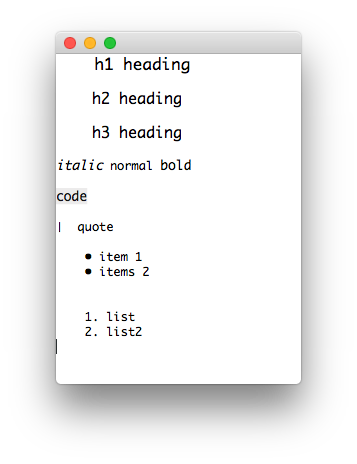 h1 heading
h2 heading
h3 heading
italic normal bold
code
| quote
• item 1
• items 2
1. list
2. list2